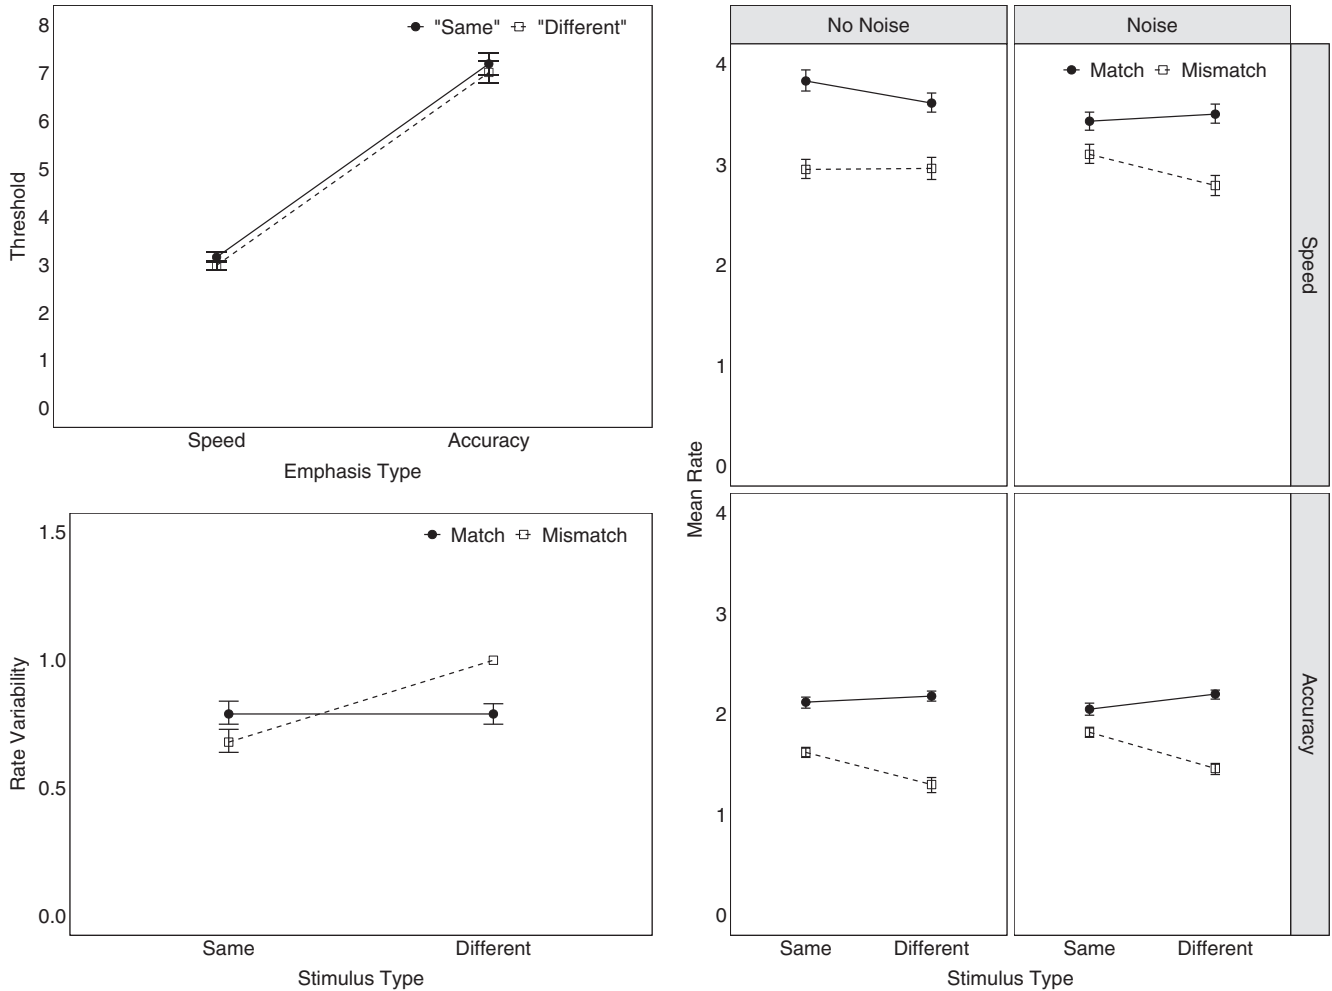 "Same" "Different"
8
7
6
5
4
3
2
1
0
Threshold
Speed Accuracy
Emphasis Type
Match Mismatch
1.5
1.0
0.5
0.0
Rate Variability
Same Different
Stimulus Type
No Noise Noise
Match Mismatch
4
3
2
1
0
Speed
Mean Rate
4
3
2
1
0
Accuracy
Same Different Same Different
Stimulus Type